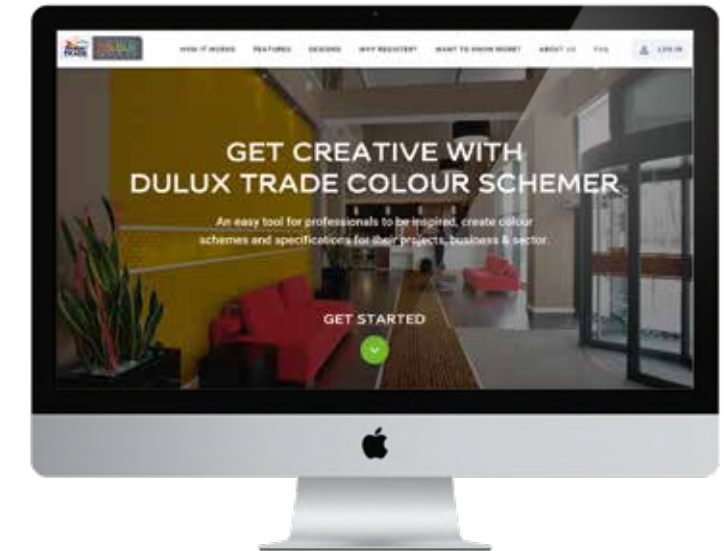 DULUX TRADE
HOW IT WORKS FEATURES DESIGNS WHY REGISTER? WANT TO KNOW MORE? ABOUT US FAQ LOG IN
GET CREATIVE WITH
DULUX TRADE COLOUR SCHEMER
An easy tool for professionals to be inspired, create colour
schemes and specifications for their projects, business & sector.
GET STARTED